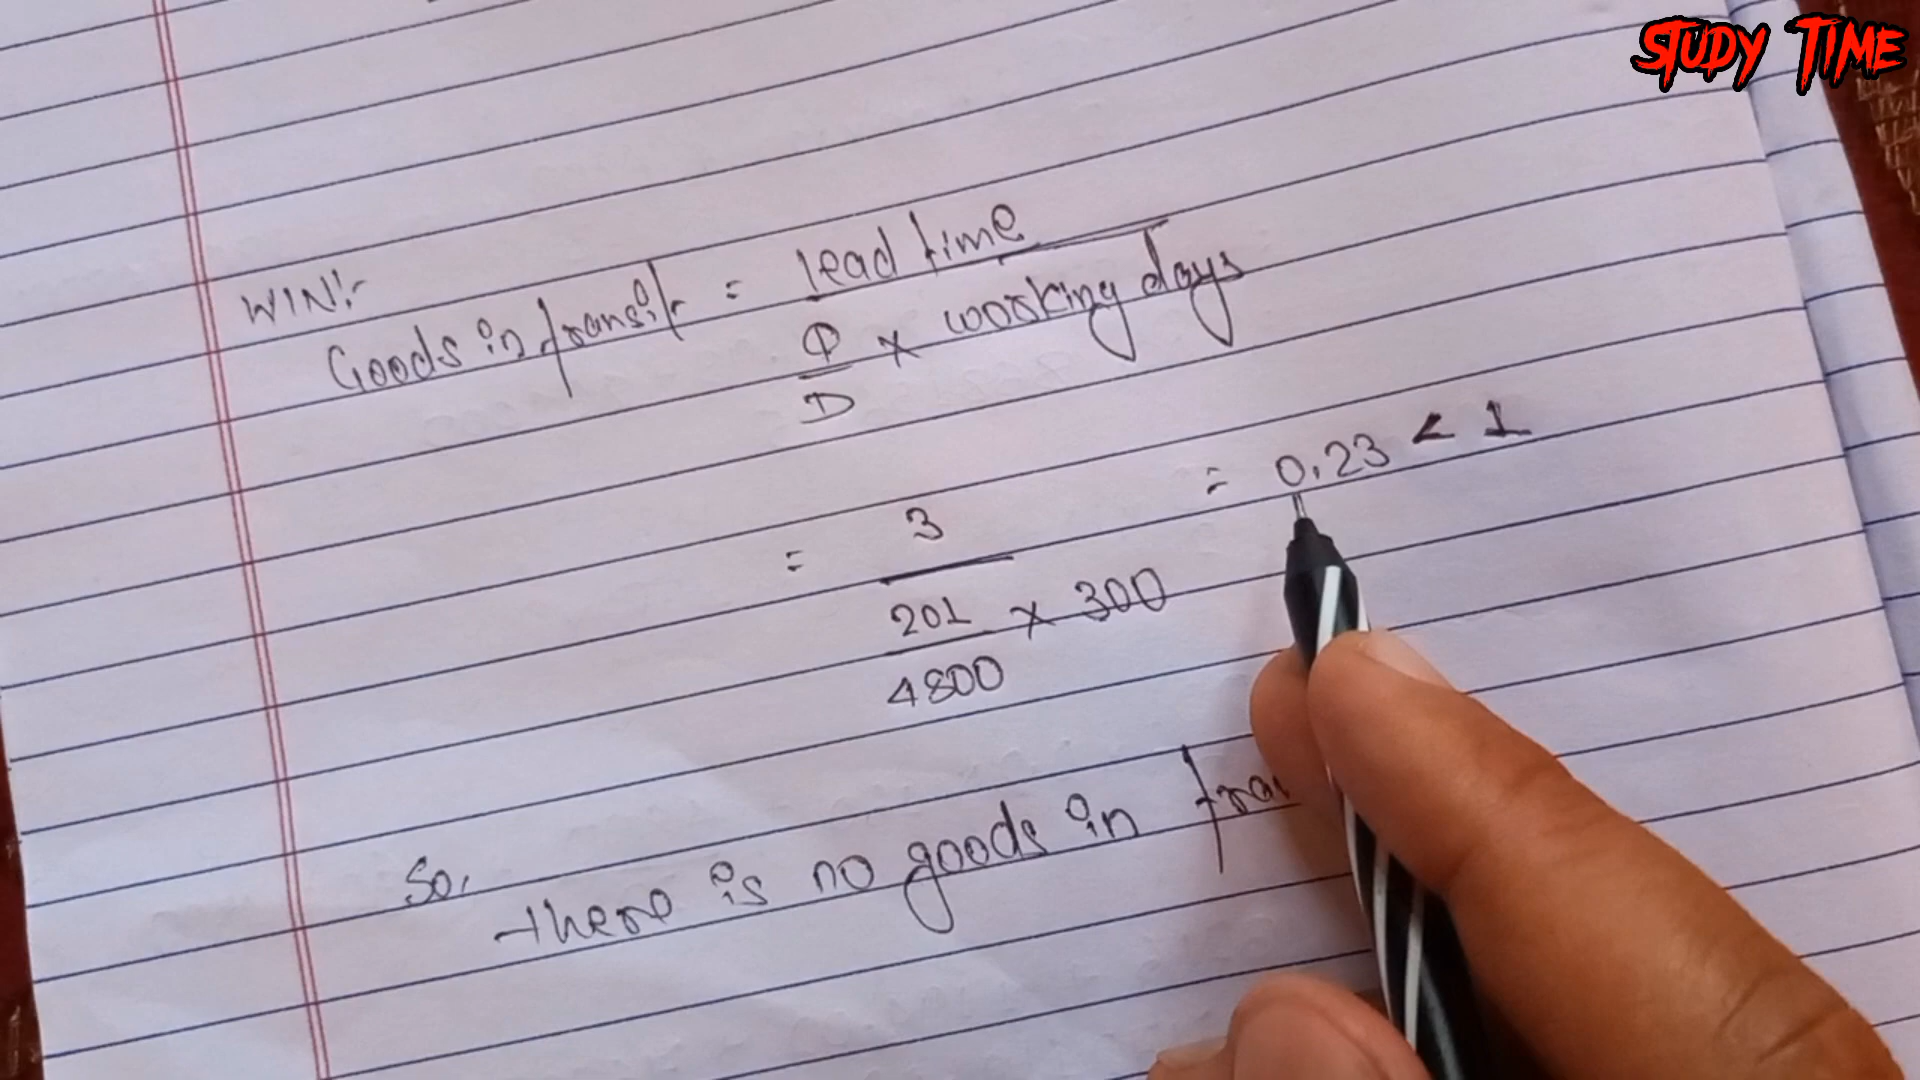 STUDY TIME
WIN:-
Goods in transit = lead time
Q/D × working days
= 3 / (201/4800 × 300) = 0.23 < 1
So,
there is no goods in